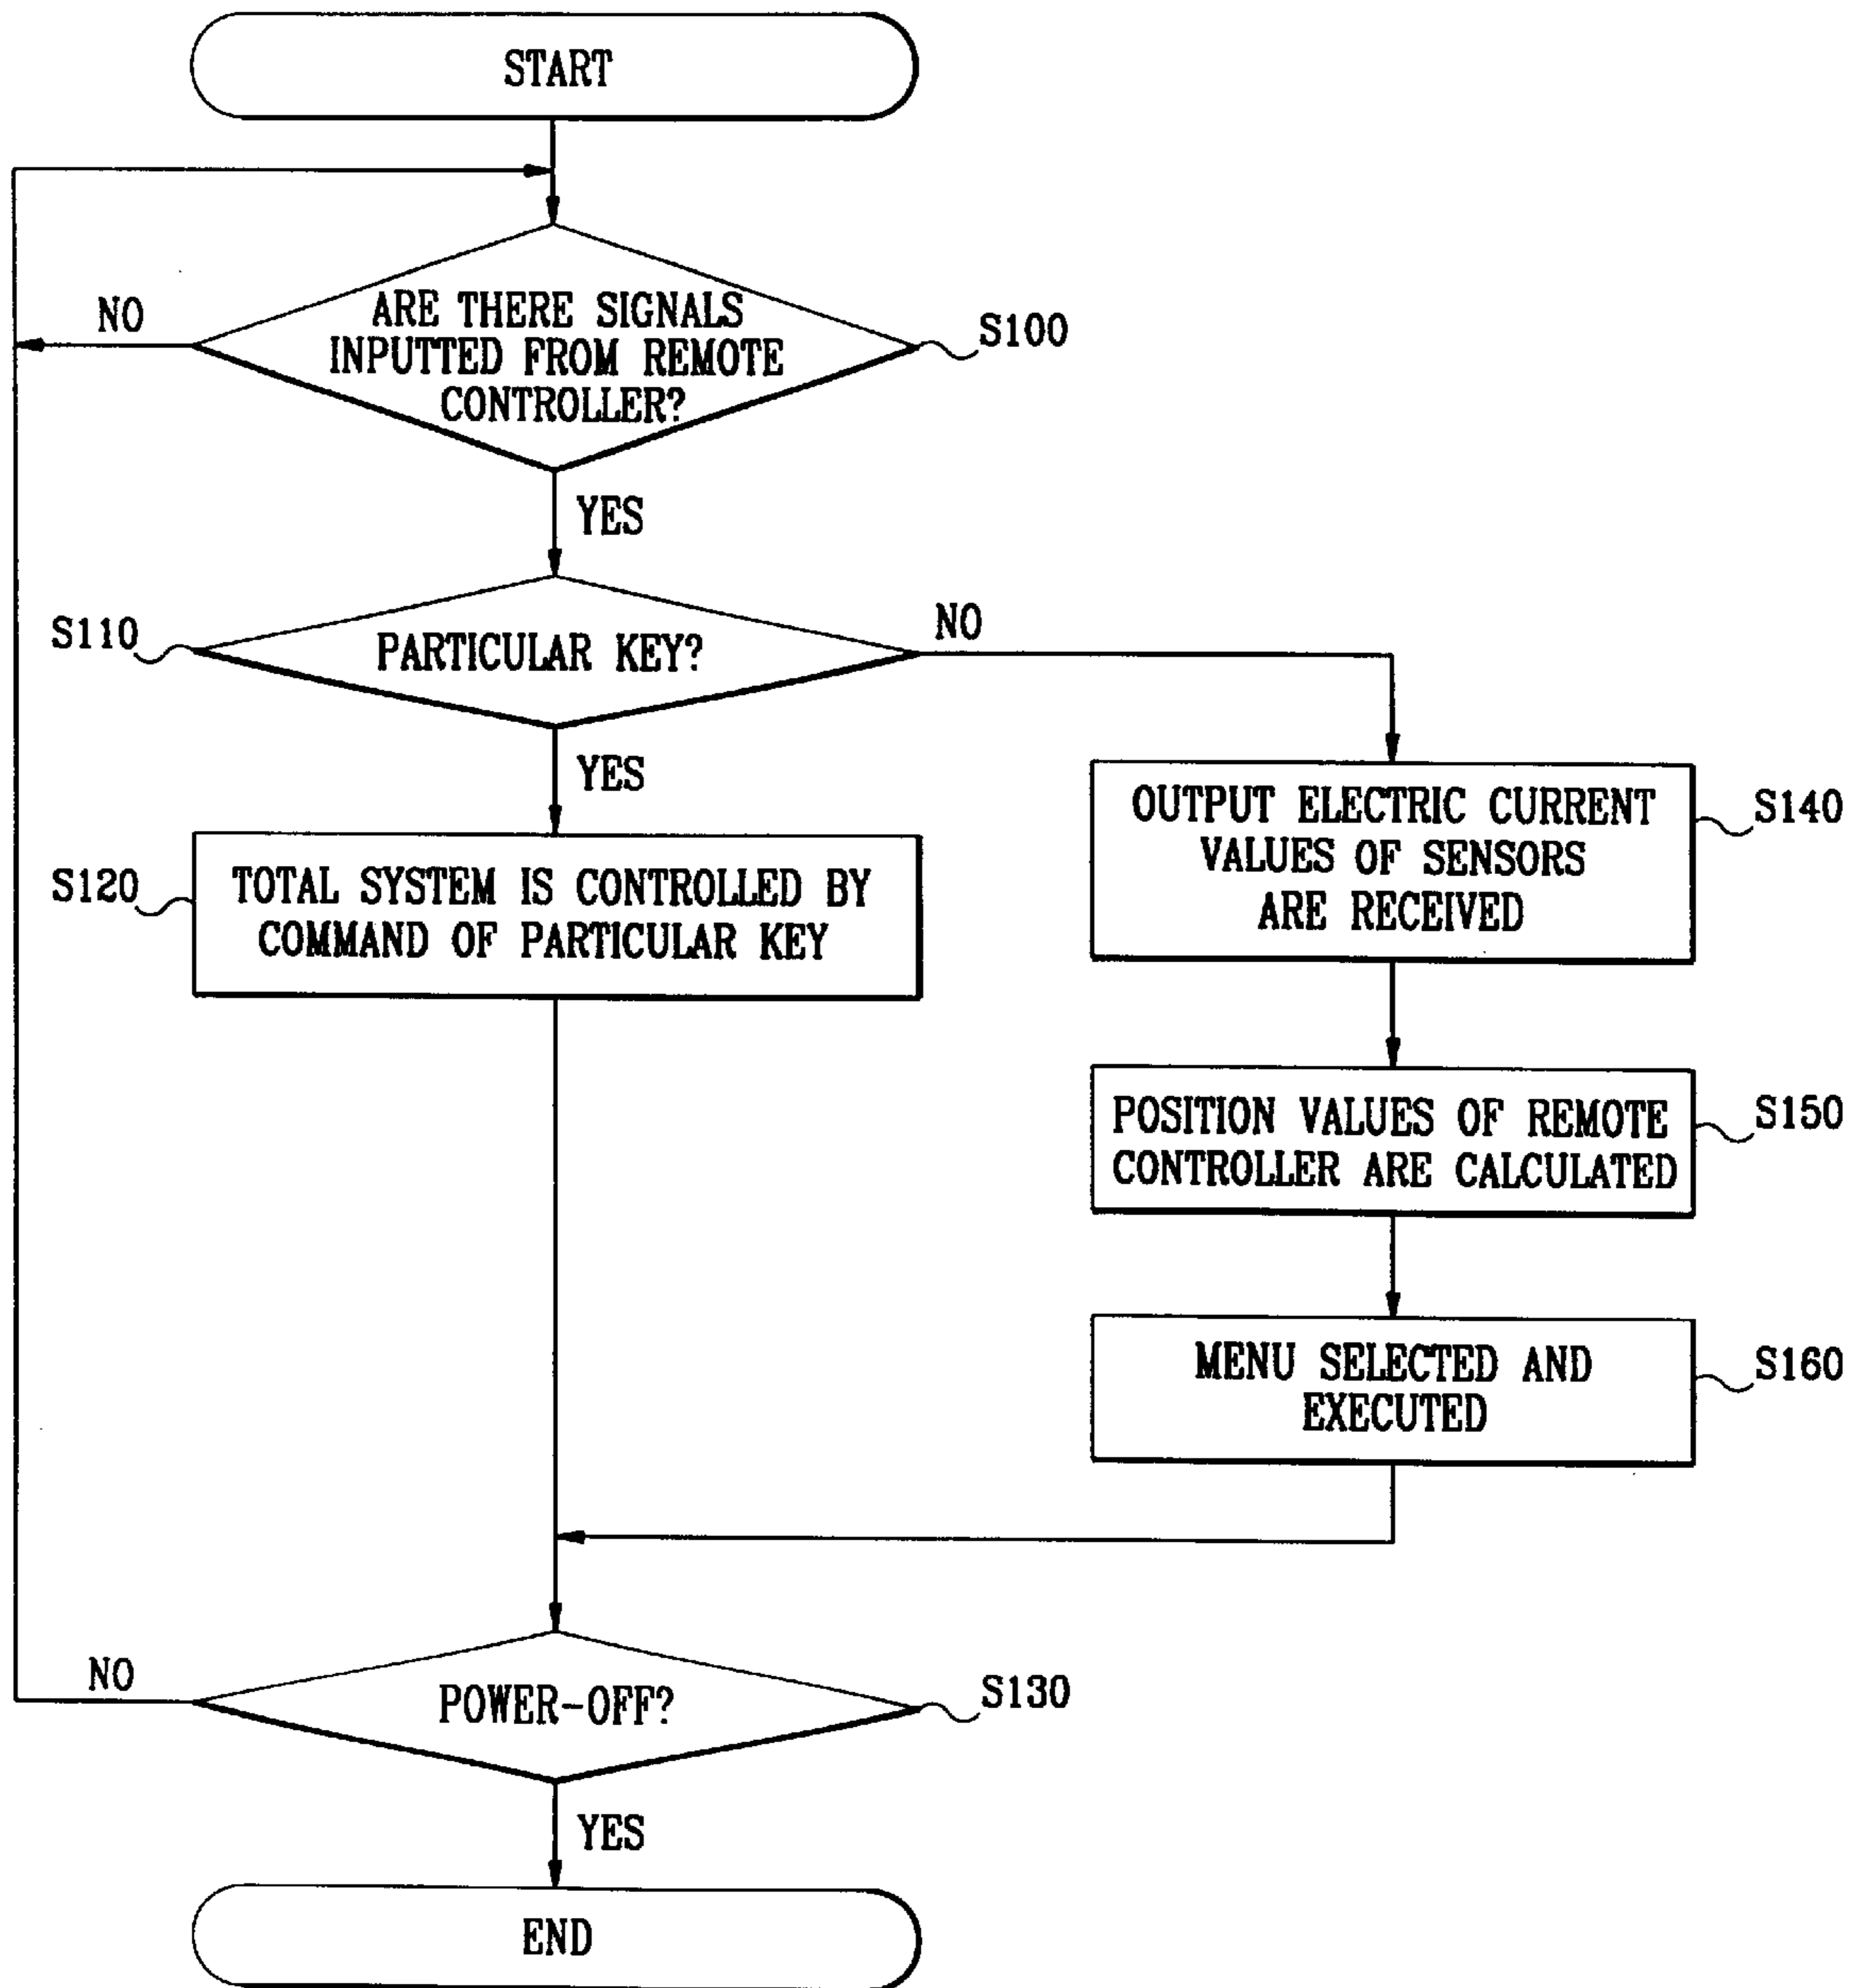 START
NO
ARE THERE SIGNALS
INPUTTED FROM REMOTE
CONTROLLER?
S100
YES
S110
PARTICULAR KEY?
NO
YES
S120
TOTAL SYSTEM IS CONTROLLED BY
COMMAND OF PARTICULAR KEY
OUTPUT ELECTRIC CURRENT
VALUES OF SENSORS
ARE RECEIVED
S140
POSITION VALUES OF REMOTE
CONTROLLER ARE CALCULATED
S150
MENU SELECTED AND
EXECUTED
S160
NO
POWER-OFF?
S130
YES
END